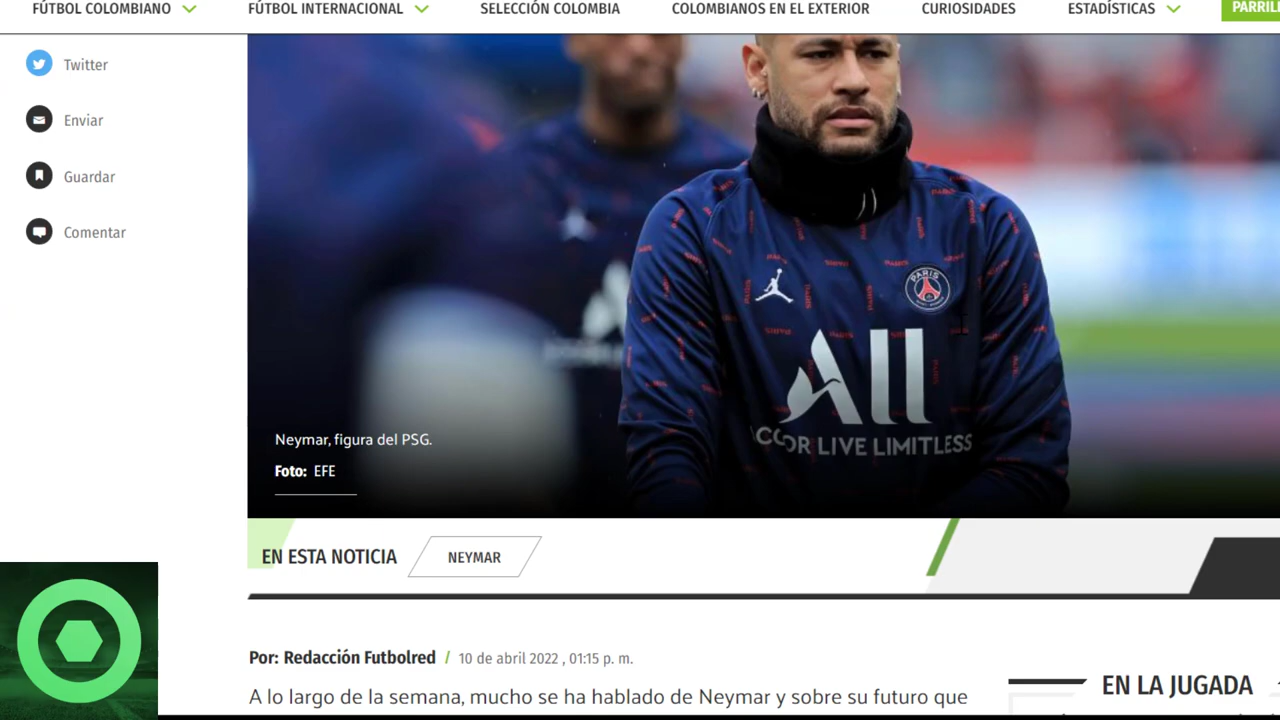 FÚTBOL COLOMBIANO
FÚTBOL INTERNACIONAL
SELECCIÓN COLOMBIA
COLOMBIANOS EN EL EXTERIOR
CURIOSIDADES
ESTADÍSTICAS
Twitter
Enviar
Guardar
Comentar
PARIS
All
ACCOR LIVE LIMITLESS
Neymar, figura del PSG.
Foto: EFE
EN ESTA NOTICIA
NEYMAR
Por: Redacción Futbolred / 10 de abril 2022 , 01:15 p. m.
A lo largo de la semana, mucho se ha hablado de Neymar y sobre su futuro que
EN LA JUGADA